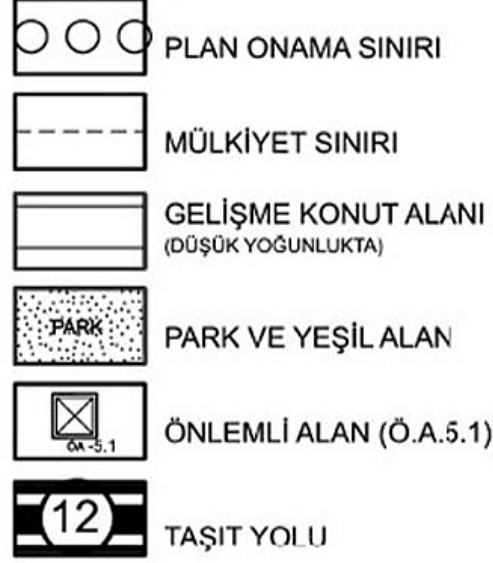 PLAN ONAMA SINIRI
MÜLKİYET SINIRI
GELİŞME KONUT ALANI
(DÜŞÜK YOĞUNLUKTA)
PARK
PARK VE YEŞİL ALAN
ÖA -5.1
ÖNLEMLİ ALAN (Ö.A.5.1)
12
TAŞIT YOLU